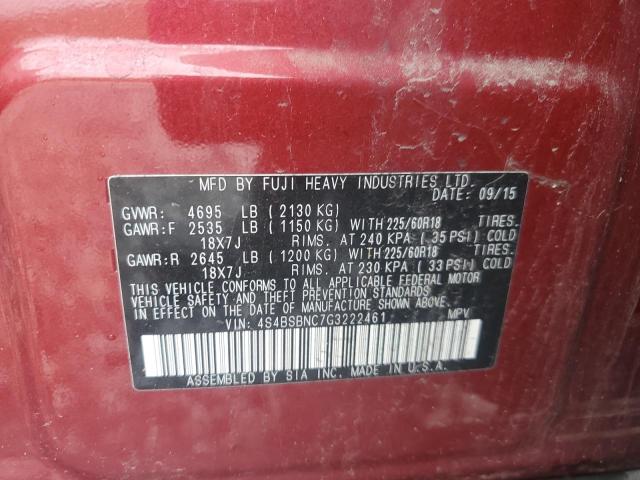 MFD BY FUJI HEAVY INDUSTRIES LTD.
DATE: 09/15
GVWR: 4695 LB ( 2130 KG)
GAWR:F 2535 LB ( 1150 KG) WITH 225/60R18 TIRES.
18X7J RIMS. AT 240 KPA ( 35 PSI) COLD
GAWR:R 2645 LB ( 1200 KG) WITH 225/60R18 TIRES.
18X7J RIMS. AT 230 KPA ( 33 PSI) COLD
THIS VEHICLE CONFORMS TO ALL APPLICABLE FEDERAL MOTOR
VEHICLE SAFETY AND THEFT PREVENTION STANDARDS
IN EFFECT ON THE DATE OF MANUFACTURE SHOWN ABOVE.
VIN: 4S4BSBNC7G3222461 MPV
ASSEMBLED BY SIA INC. MADE IN U.S.A.